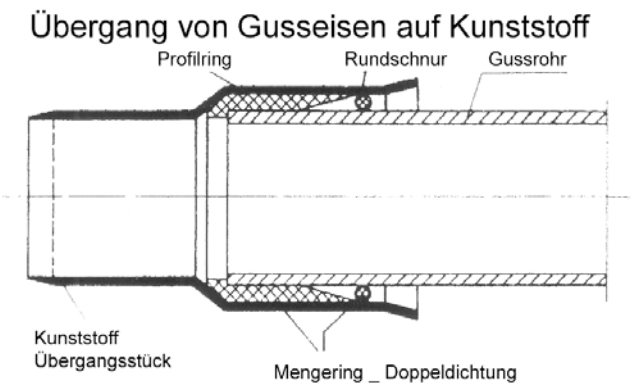 Übergang von Gusseisen auf Kunststoff
Profilring
Rundschnur
Gussrohr
Kunststoff
Übergangsstück
Mengering _ Doppeldichtung